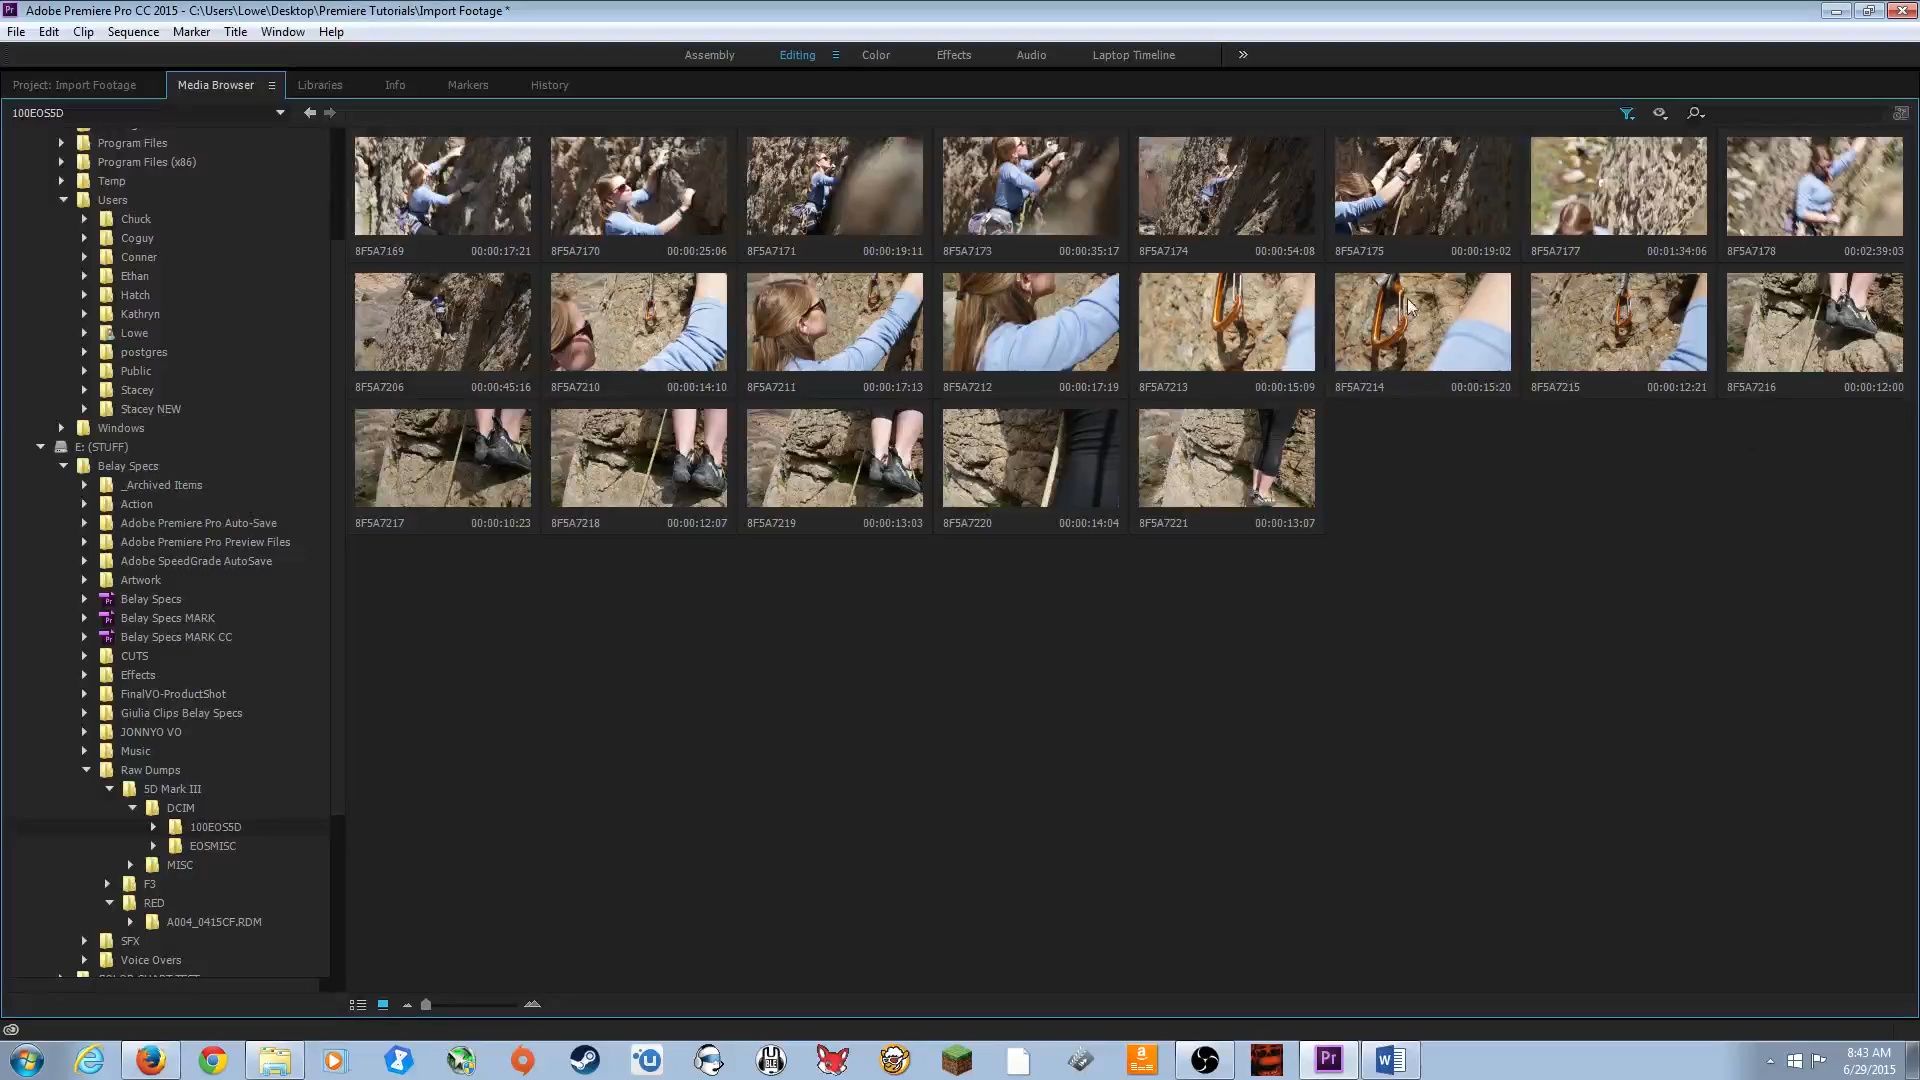 Adobe Premiere Pro CC 2015 - C:\Users\Lowe\Desktop\Premiere Tutorials\Import Footage *
File Edit Clip Sequence Marker Title Window Help
Assembly Editing Color Effects Audio Laptop Timeline
Project: Import Footage Media Browser Libraries Info Markers History
100EOS5D
Program Files
Program Files (x86)
Temp
Users
Chuck
Coguy
Conner
Ethan
Hatch
Kathryn
Lowe
postgres
Public
Stacey
Stacey NEW
Windows
E: (STUFF)
Belay Specs
_Archived Items
Action
Adobe Premiere Pro Auto-Save
Adobe Premiere Pro Preview Files
Adobe SpeedGrade AutoSave
Artwork
Belay Specs
Belay Specs MARK
Belay Specs MARK CC
CUTS
Effects
FinalVO-ProductShot
Giulia Clips Belay Specs
JONNYO VO
Music
Raw Dumps
5D Mark III
DCIM
100EOS5D
EOSMISC
MISC
F3
RED
A004_0415CF.RDM
SFX
Voice Overs
8F5A7169 00:00:17:21 8F5A7170 00:00:25:06 8F5A7171 00:00:19:11 8F5A7173 00:00:35:17 8F5A7174 00:00:54:08 8F5A7175 00:00:19:02 8F5A7177 00:01:34:06 8F5A7178 00:02:39:03
8F5A7206 00:00:45:16 8F5A7210 00:00:14:10 8F5A7211 00:00:17:13 8F5A7212 00:00:17:19 8F5A7213 00:00:15:09 8F5A7214 00:00:15:20 8F5A7215 00:00:12:21 8F5A7216 00:00:12:00
8F5A7217 00:00:10:23 8F5A7218 00:00:12:07 8F5A7219 00:00:13:03 8F5A7220 00:00:14:04 8F5A7221 00:00:13:07
8:43 AM
6/29/2015